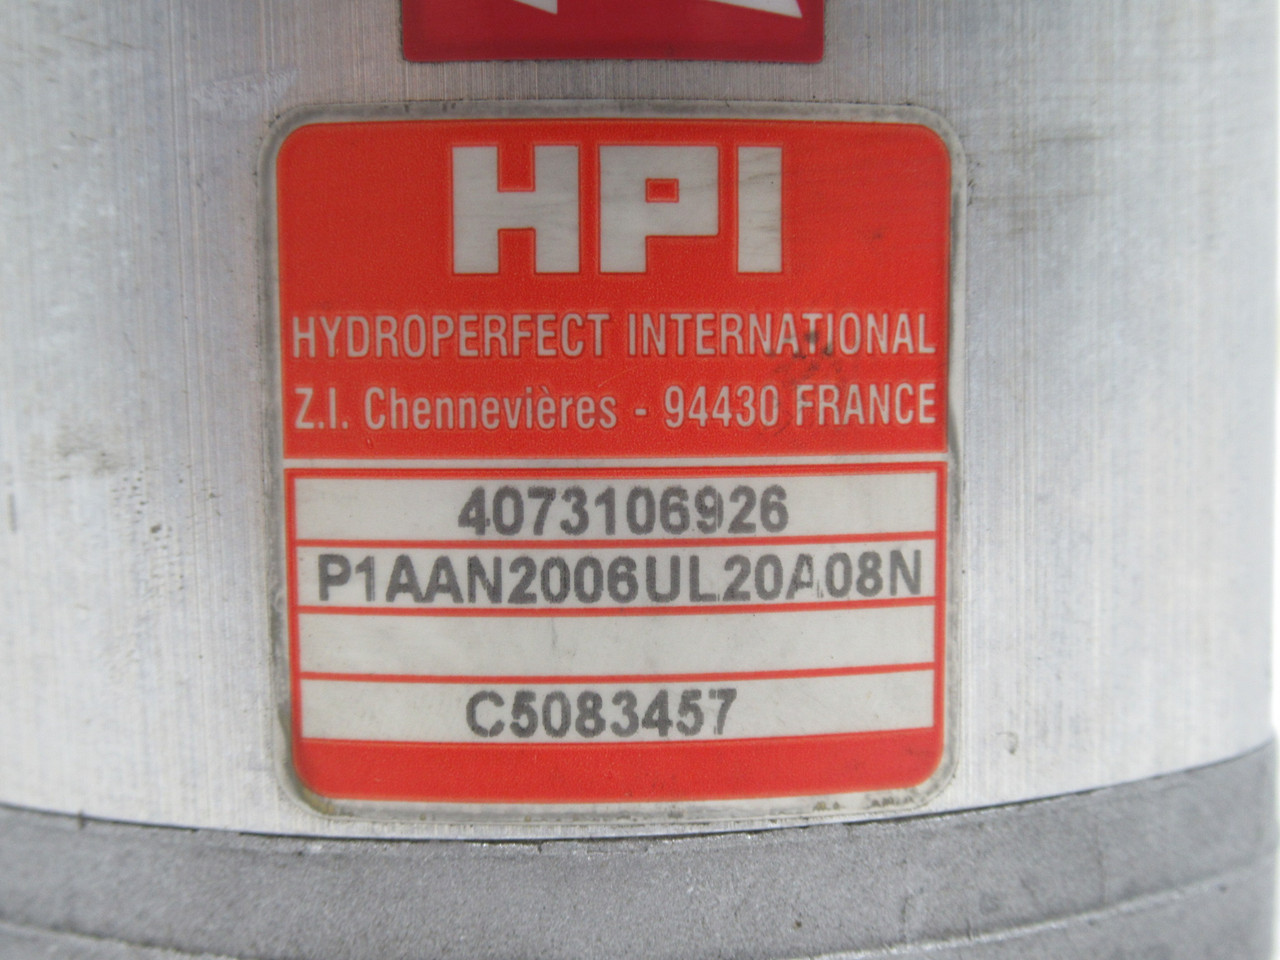 HPI
HYDROPERFECT INTERNATIONAL
Z.I. Chennevières - 94430 FRANCE
4073106926
P1AAN2006UL20A08N
C5083457